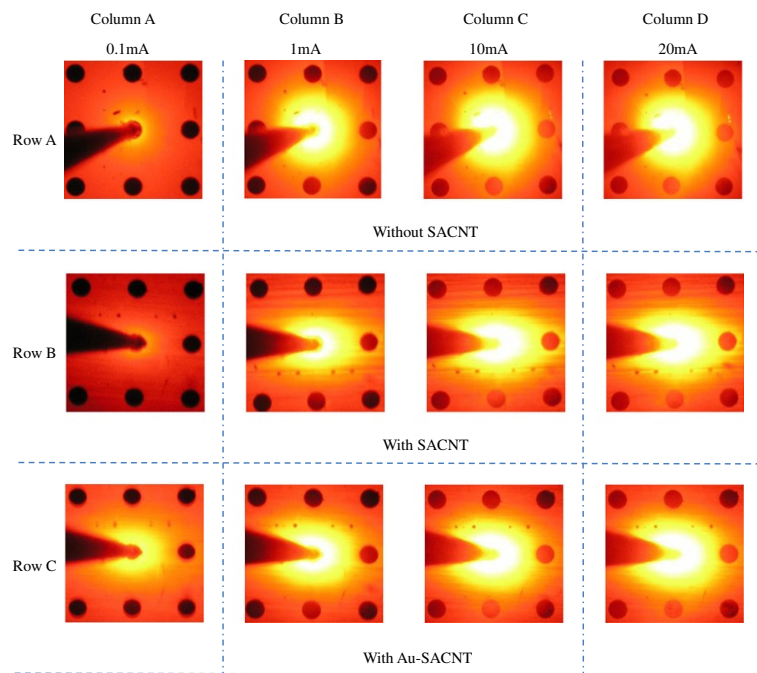 Column A Column B Column C Column D
0.1mA 1mA 10mA 20mA
Row A
Without SACNT
Row B
With SACNT
Row C
With Au-SACNT